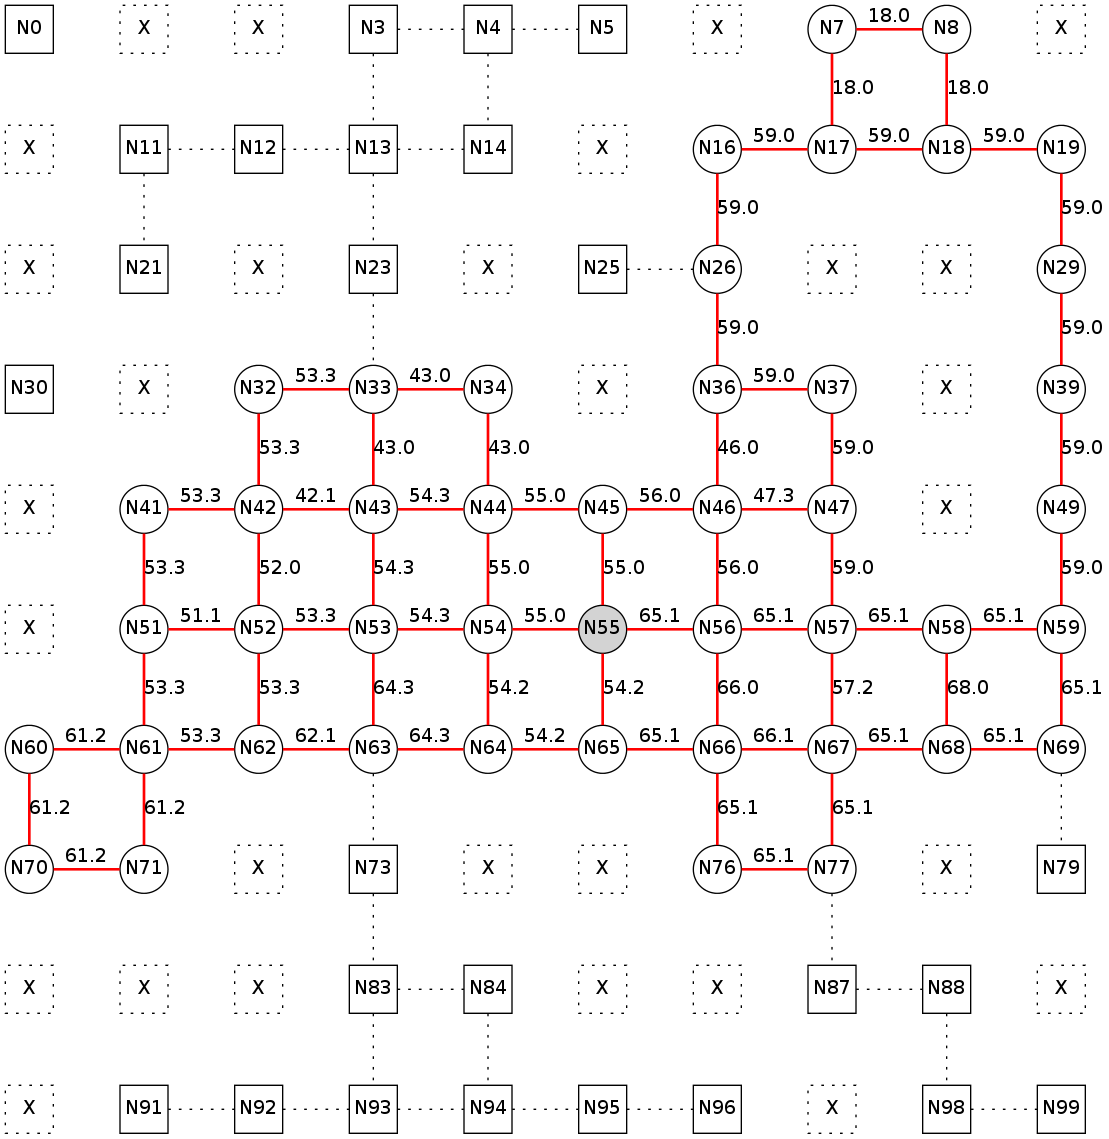 N0 X X N3 N4 N5 X N7 18.0 N8 X
18.0 18.0
X N11 N12 N13 N14 X N16 59.0 N17 59.0 N18 59.0 N19
59.0 59.0
X N21 X N23 X N25 N26 X X N29
59.0 59.0
N30 X N32 53.3 N33 43.0 N34 X N36 59.0 N37 X N39
53.3 43.0 43.0 46.0 59.0 59.0
X N41 53.3 N42 42.1 N43 54.3 N44 55.0 N45 56.0 N46 47.3 N47 X N49
53.3 52.0 54.3 55.0 55.0 56.0 59.0 59.0
X N51 51.1 N52 53.3 N53 54.3 N54 55.0 N55 65.1 N56 65.1 N57 65.1 N58 65.1 N59
53.3 53.3 64.3 54.2 54.2 66.0 57.2 68.0 65.1
N60 61.2 N61 53.3 N62 62.1 N63 64.3 N64 54.2 N65 65.1 N66 66.1 N67 65.1 N68 65.1 N69
61.2 61.2 65.1 65.1
N70 61.2 N71 X N73 X X N76 65.1 N77 X N79
X X X N83 N84 X X N87 N88 X
X N91 N92 N93 N94 N95 N96 X N98 N99